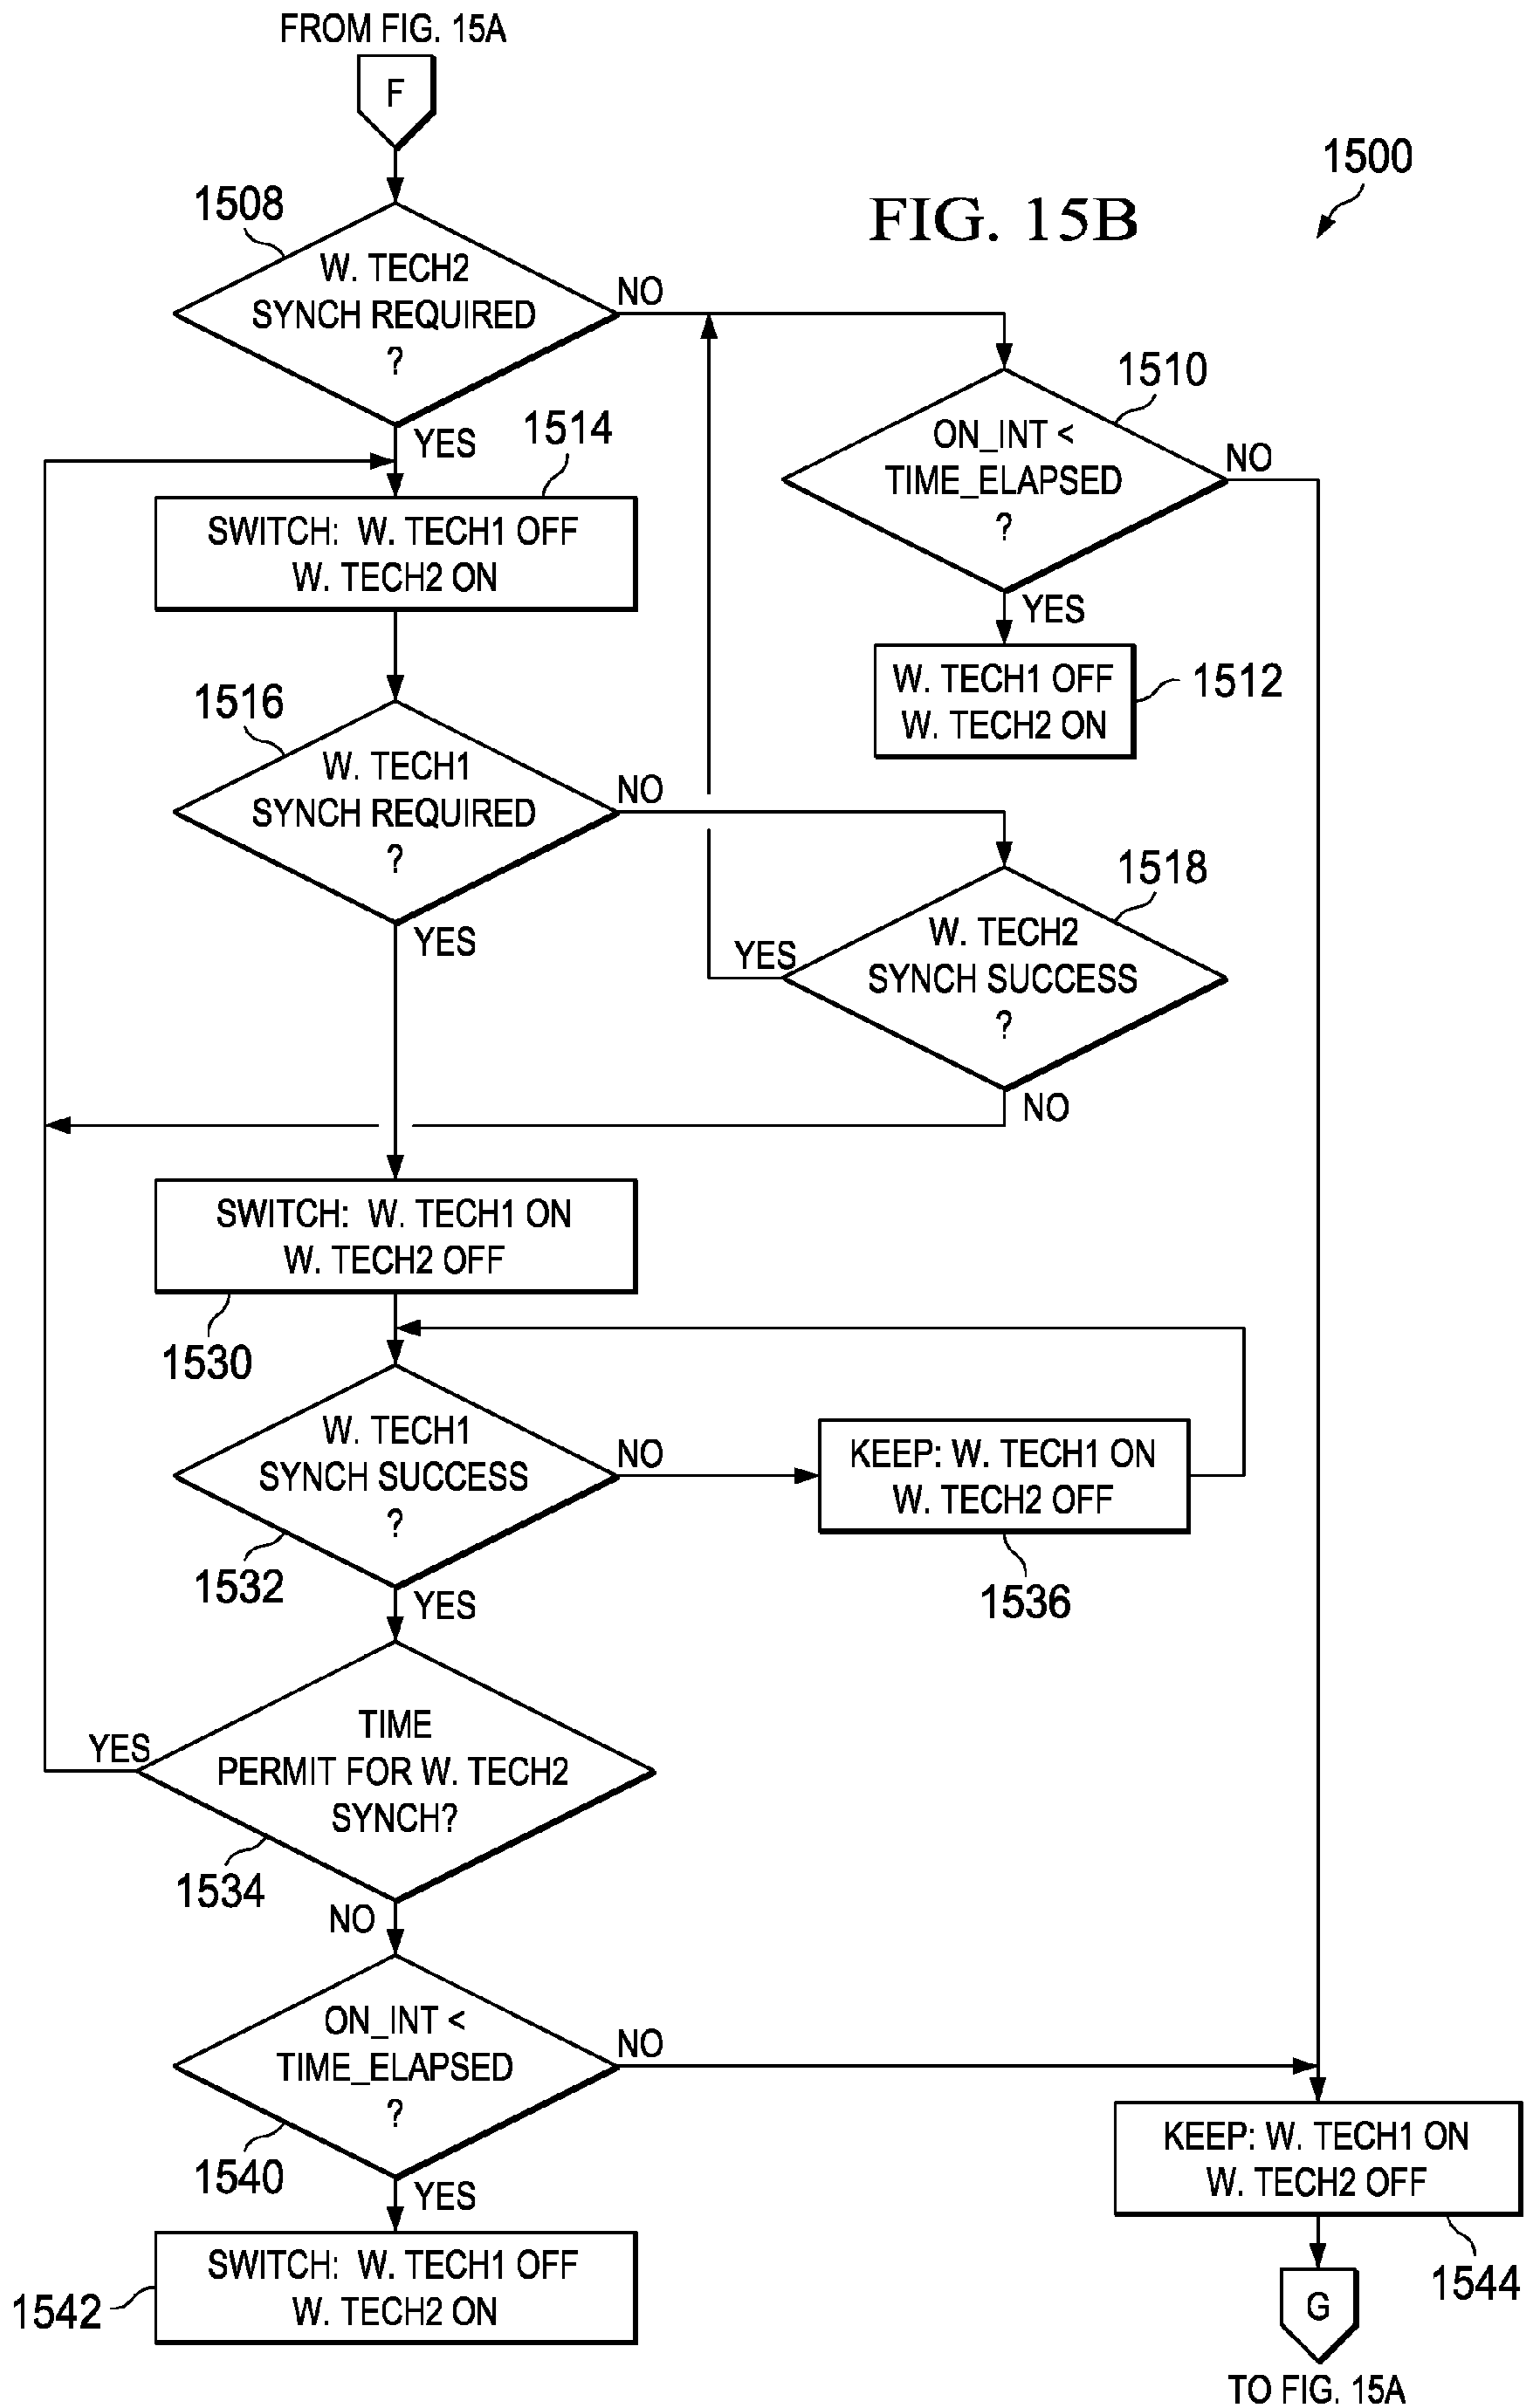 FROM FIG. 15A
F
1500
FIG. 15B
1508
W. TECH2
SYNCH REQUIRED
?
NO
YES
1510
ON_INT <
TIME_ELAPSED
?
NO
YES
1514
SWITCH: W. TECH1 OFF
W. TECH2 ON
W. TECH1 OFF
W. TECH2 ON
1512
1516
W. TECH1
SYNCH REQUIRED
?
NO
YES
1518
W. TECH2
SYNCH SUCCESS
?
YES
NO
SWITCH: W. TECH1 ON
W. TECH2 OFF
1530
W. TECH1
SYNCH SUCCESS
?
NO
1532
YES
KEEP: W. TECH1 ON
W. TECH2 OFF
1536
TIME
PERMIT FOR W. TECH2
SYNCH?
YES
1534
NO
ON_INT <
TIME_ELAPSED
?
NO
1540
YES
KEEP: W. TECH1 ON
W. TECH2 OFF
1544
SWITCH: W. TECH1 OFF
W. TECH2 ON
1542
G
TO FIG. 15A